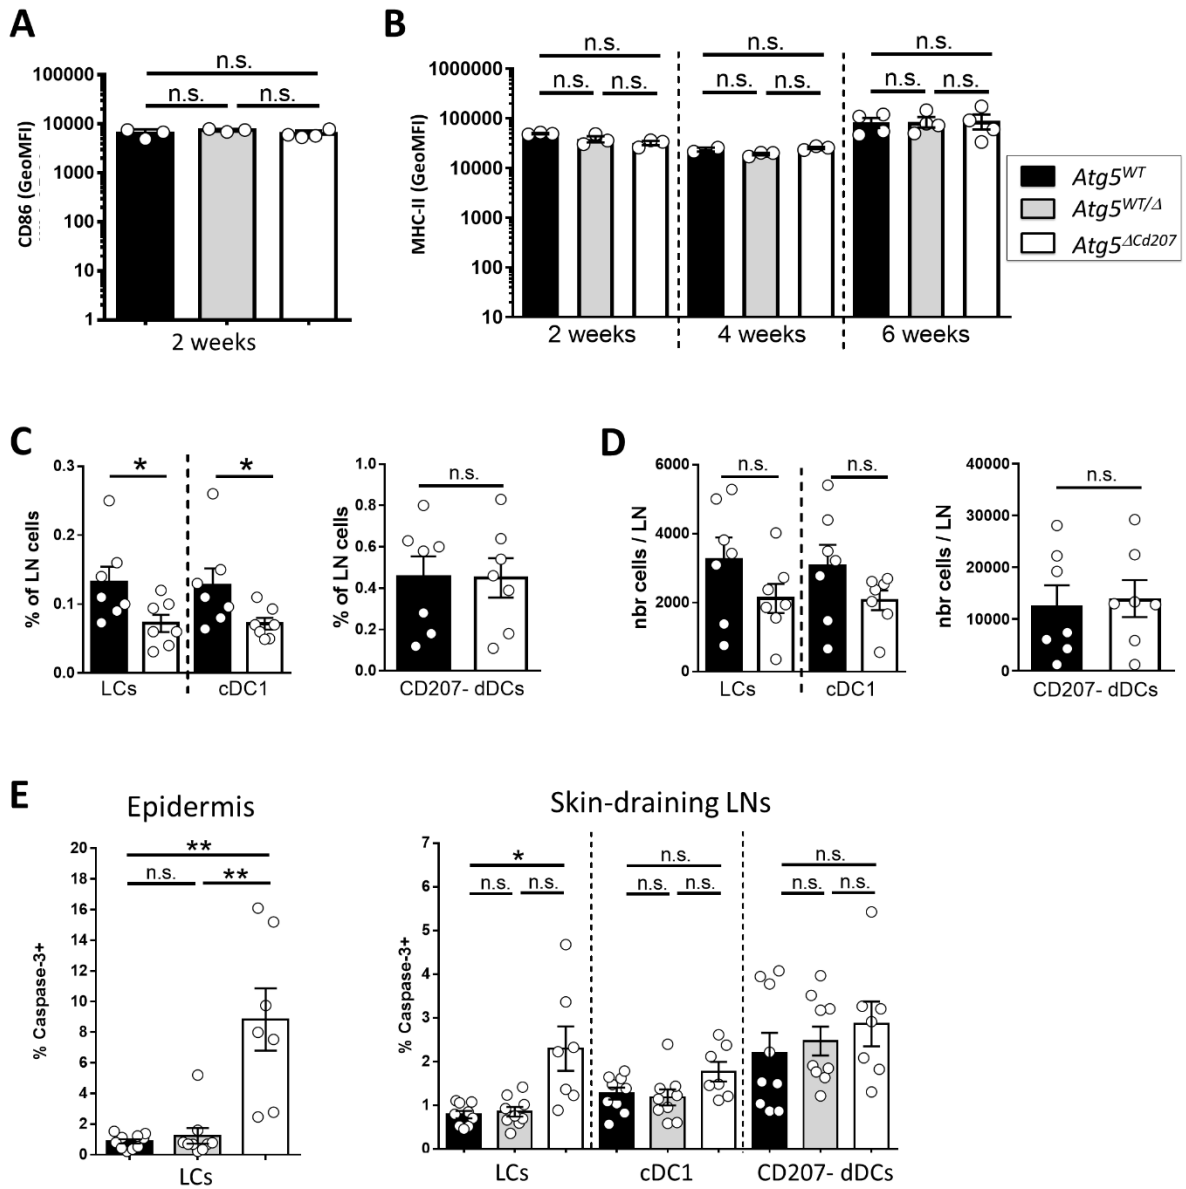 A
n.s.
n.s. n.s.
100000
10000
1000
100
10
1
CD86 (GeoMFI)
2 weeks
B
n.s. n.s. n.s.
n.s. n.s. n.s. n.s. n.s. n.s.
1000000
100000
10000
1000
100
10
MHC-II (GeoMFI)
2 weeks 4 weeks 6 weeks
Atg5WT
Atg5WT/Δ
Atg5ΔCd207
C
* *
0.3
0.2
0.1
0.0
% of LN cells
LCs cDC1
n.s.
1.0
0.8
0.6
0.4
0.2
0.0
% of LN cells
CD207- dDCs
D
n.s. n.s.
6000
4000
2000
0
nbr cells / LN
LCs cDC1
n.s.
40000
30000
20000
10000
0
nbr cells / LN
CD207- dDCs
E
Epidermis
**
n.s. **
20
18
16
14
12
10
8
6
4
2
0
% Caspase-3+
LCs
Skin-draining LNs
* n.s. n.s.
n.s. n.s. n.s. n.s. n.s. n.s.
7
6
5
4
3
2
1
0
% Caspase-3+
LCs cDC1 CD207- dDCs